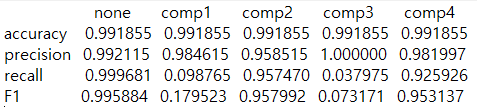 none comp1 comp2 comp3 comp4
accuracy 0.991855 0.991855 0.991855 0.991855 0.991855
precision 0.992115 0.984615 0.958515 1.000000 0.981997
recall 0.999681 0.098765 0.957470 0.037975 0.925926
F1 0.995884 0.179523 0.957992 0.073171 0.953137